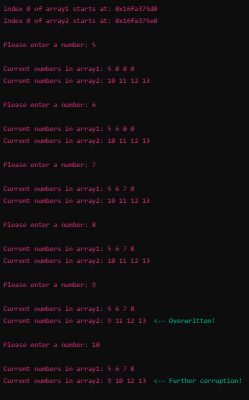 index 0 of array1 starts at: 0x16fa375d0
index 0 of array2 starts at: 0x16fa375e0
Please enter a number: 5
Current numbers in array1: 5 0 0 0
Current numbers in array2: 10 11 12 13
Please enter a number: 6
Current numbers in array1: 5 6 0 0
Current numbers in array2: 10 11 12 13
Please enter a number: 7
Current numbers in array1: 5 6 7 0
Current numbers in array2: 10 11 12 13
Please enter a number: 8
Current numbers in array1: 5 6 7 8
Current numbers in array2: 10 11 12 13
Please enter a number: 9
Current numbers in array1: 5 6 7 8
Current numbers in array2: 9 11 12 13 <-- Overwritten!
Please enter a number: 10
Current numbers in array1: 5 6 7 8
Current numbers in array2: 9 10 12 13 <-- Further corruption!